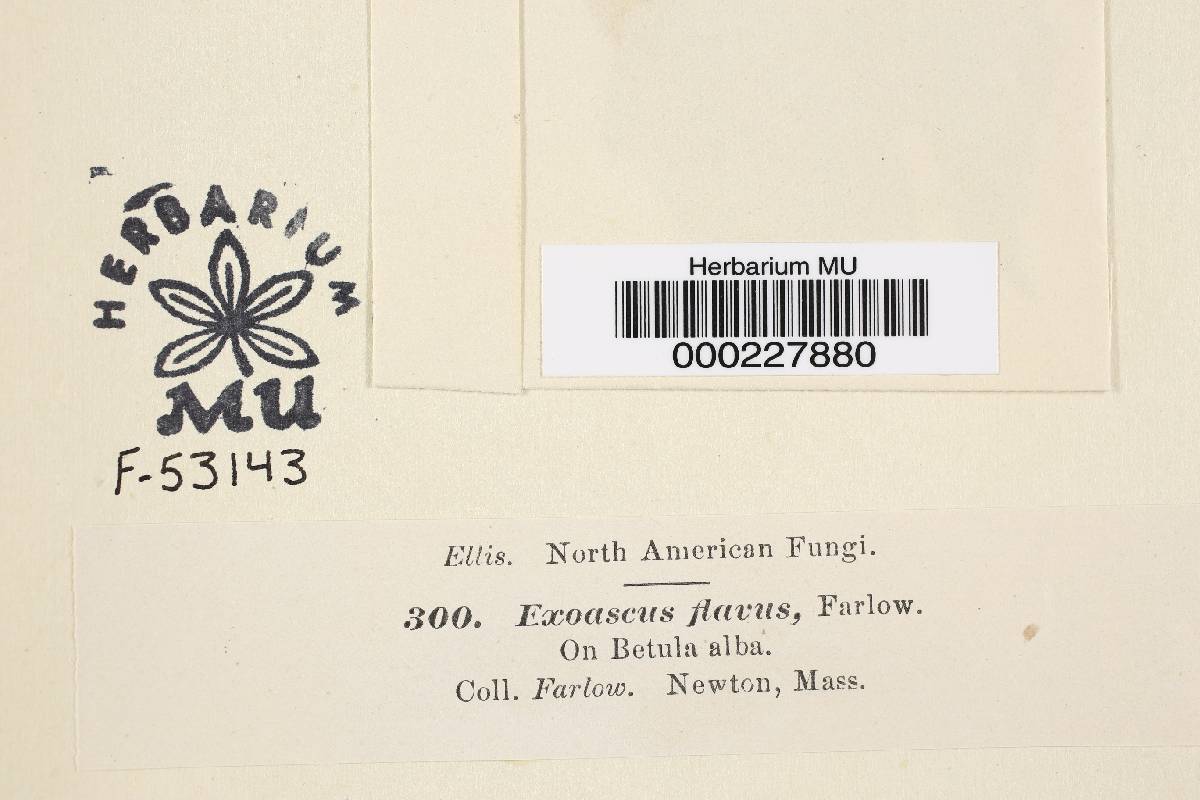 HERBARIUM
MU
F-53143
Herbarium MU
000227880
Ellis. North American Fungi.
300. Exoascus flavus, Farlow.
On Betula alba.
Coll. Farlow. Newton, Mass.